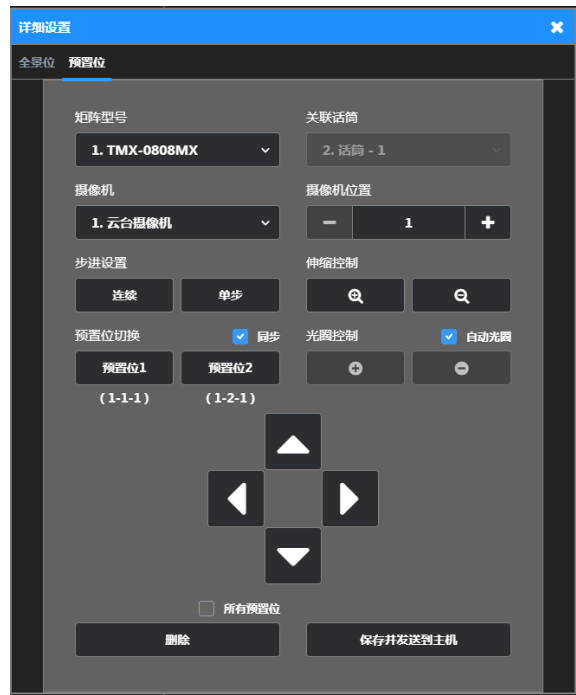 详细设置
全景位 预置位
矩阵型号 关联话筒
1. TMX-0808MX 2. 话筒 - 1
摄像机 摄像机位置
1. 云台摄像机 1
步进设置 伸缩控制
连续 单步
预置位切换 同步 光圈控制 自动光圈
预置位1 预置位2
(1-1-1) (1-2-1)
所有预置位
删除 保存并发送到主机